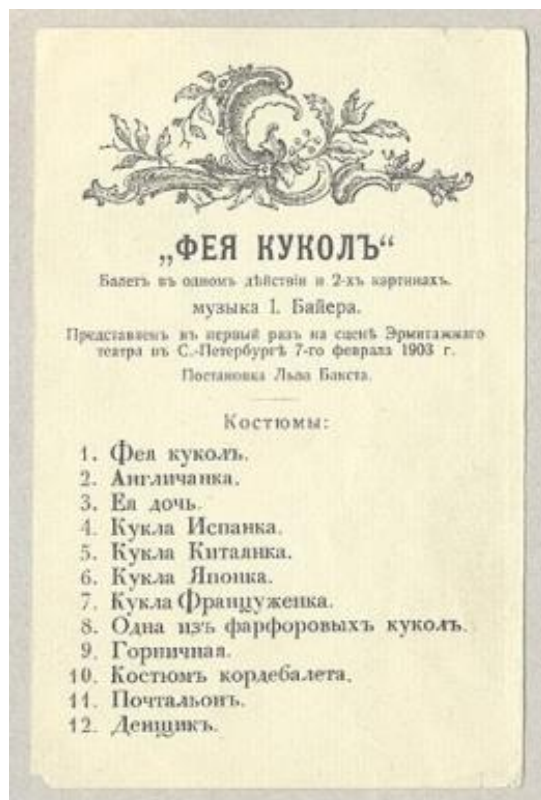 „ФЕЯ КУКОЛЪ“
Балетъ въ одномъ дѣйствіи и 2-хъ картинахъ.
музыка І. Байера.
Представленъ въ первый разъ на сценѣ Эрмитажнаго
театра въ С.-Петербургѣ 7-го февраля 1903 г.
Постановка Льва Бакста.
Костюмы:
1. Фея куколъ.
2. Англичанка.
3. Ея дочь.
4. Кукла Испанка.
5. Кукла Китаянка.
6. Кукла Японка.
7. Кукла Француженка.
8. Одна изъ фарфоровыхъ куколъ.
9. Горничная.
10. Костюмъ кордебалета.
11. Почтальонъ.
12. Денщикъ.